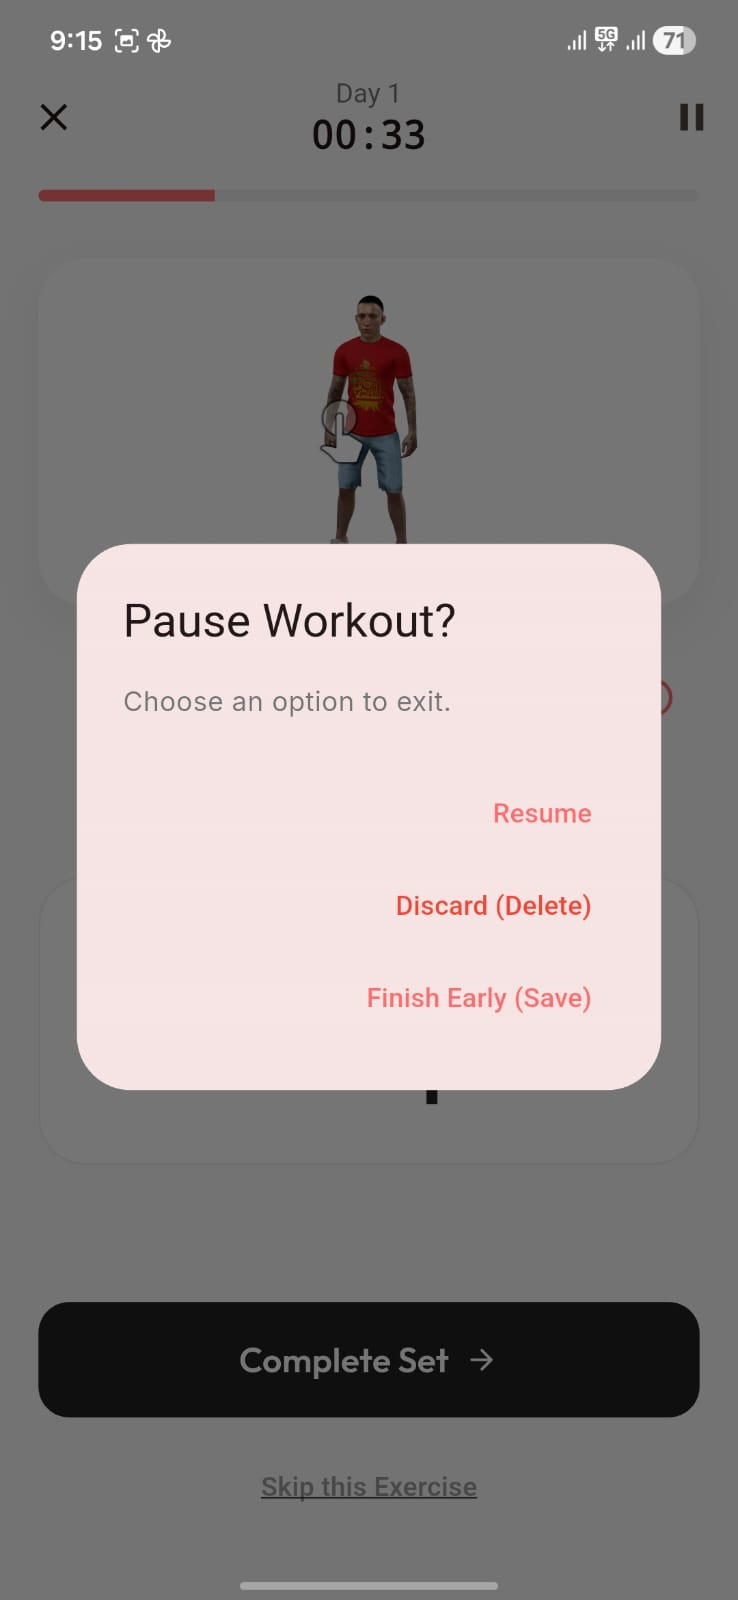 9:15
5G
71
Day 1
00:33
Pause Workout?
Choose an option to exit.
Resume
Discard (Delete)
Finish Early (Save)
Complete Set →
Skip this Exercise